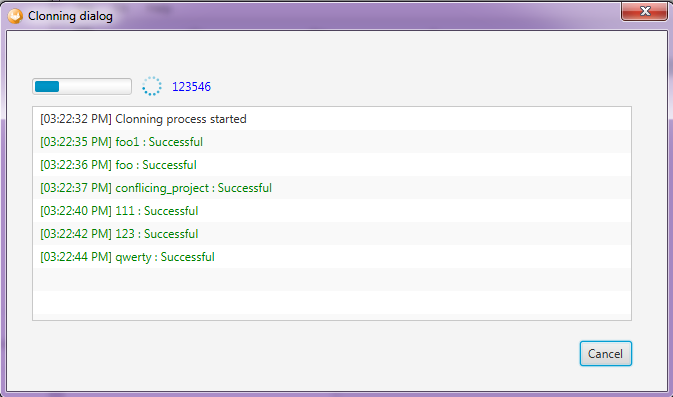 Clonning dialog
123546
[03:22:32 PM] Clonning process started
[03:22:35 PM] foo1 : Successful
[03:22:36 PM] foo : Successful
[03:22:37 PM] conflicing_project : Successful
[03:22:40 PM] 111 : Successful
[03:22:42 PM] 123 : Successful
[03:22:44 PM] qwerty : Successful
Cancel